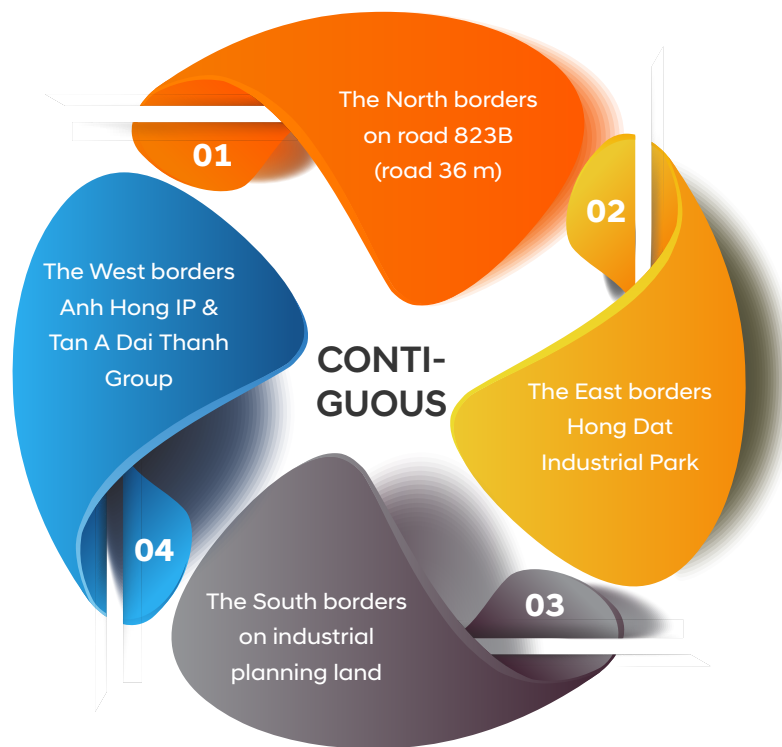 01
The North borders
on road 823B
(road 36 m)
02
The East borders
Hong Dat
Industrial Park
03
The South borders
on industrial
planning land
04
The West borders
Anh Hong IP &
Tan A Dai Thanh
Group
CONTI-
GUOUS